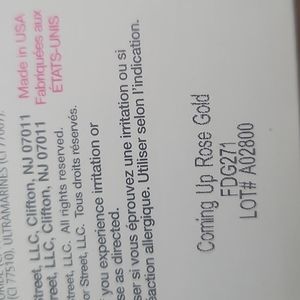 (CI 77510), ULTRAMARINES (CI 77007),
Street, LLC, Clifton, NJ 07011
Street, LLC, Clifton, NJ 07011
Street, LLC. All rights reserved.
or Street, LLC. Tous droits réservés.
you experience irritation or
se as directed.
ser si vous éprouvez une irritation ou si
éaction allergique. Utiliser selon l'indication.
Made in USA
Fabriquées aux
ÉTATS-UNIS
Coming Up Rose Gold
FDG271
LOT# A02800